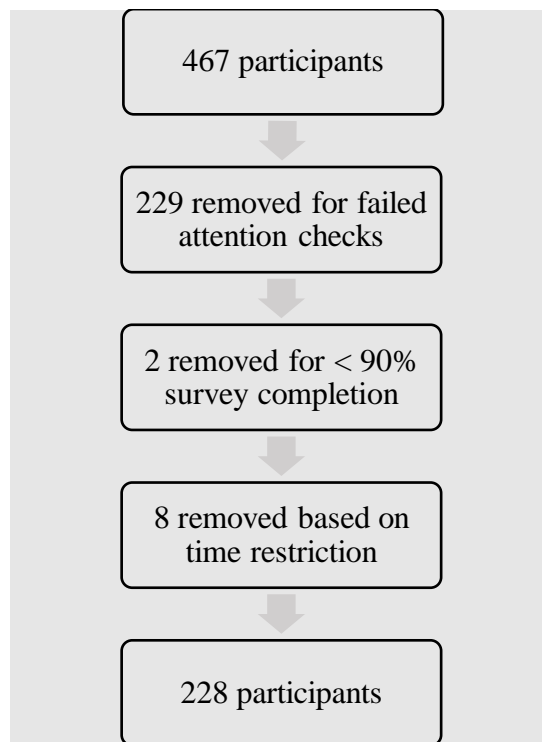 467 participants
229 removed for failed
attention checks
2 removed for < 90%
survey completion
8 removed based on
time restriction
228 participants